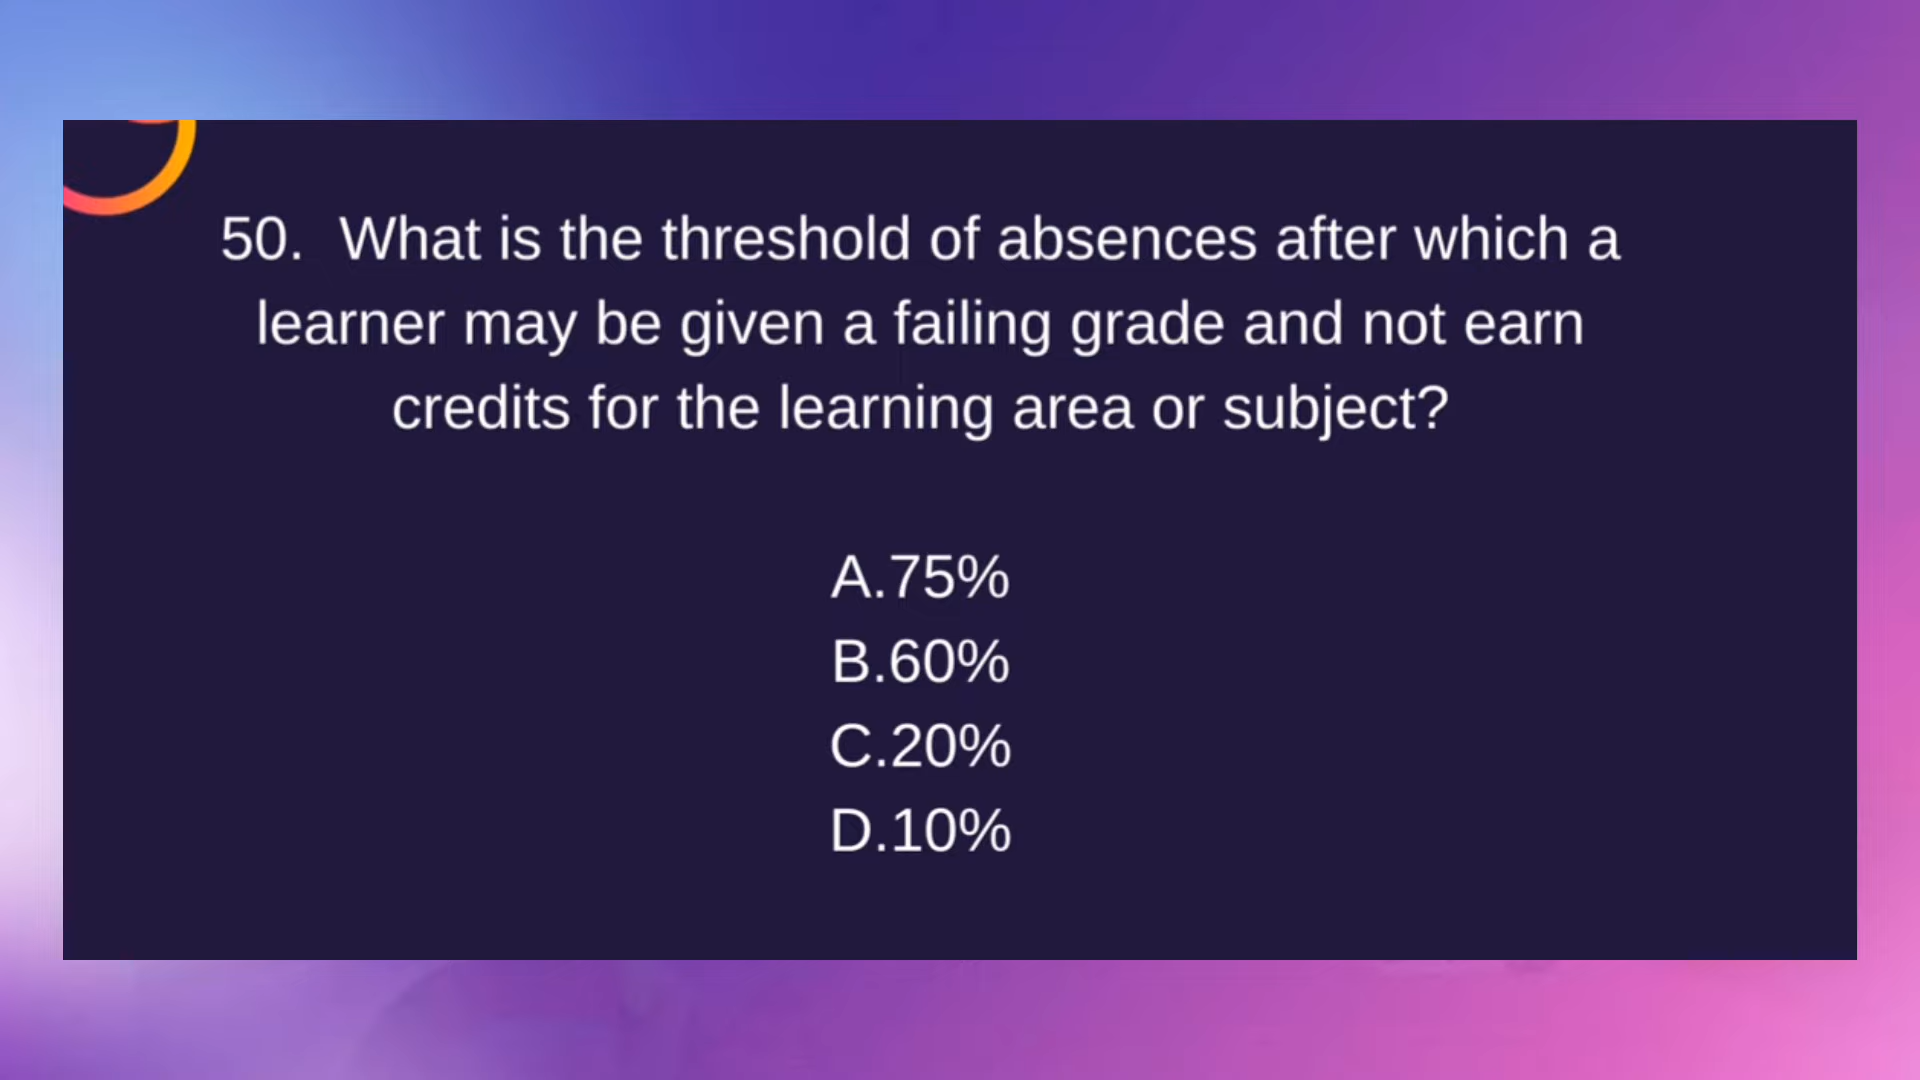 50. What is the threshold of absences after which a
learner may be given a failing grade and not earn
credits for the learning area or subject?
A.75%
B.60%
C.20%
D.10%